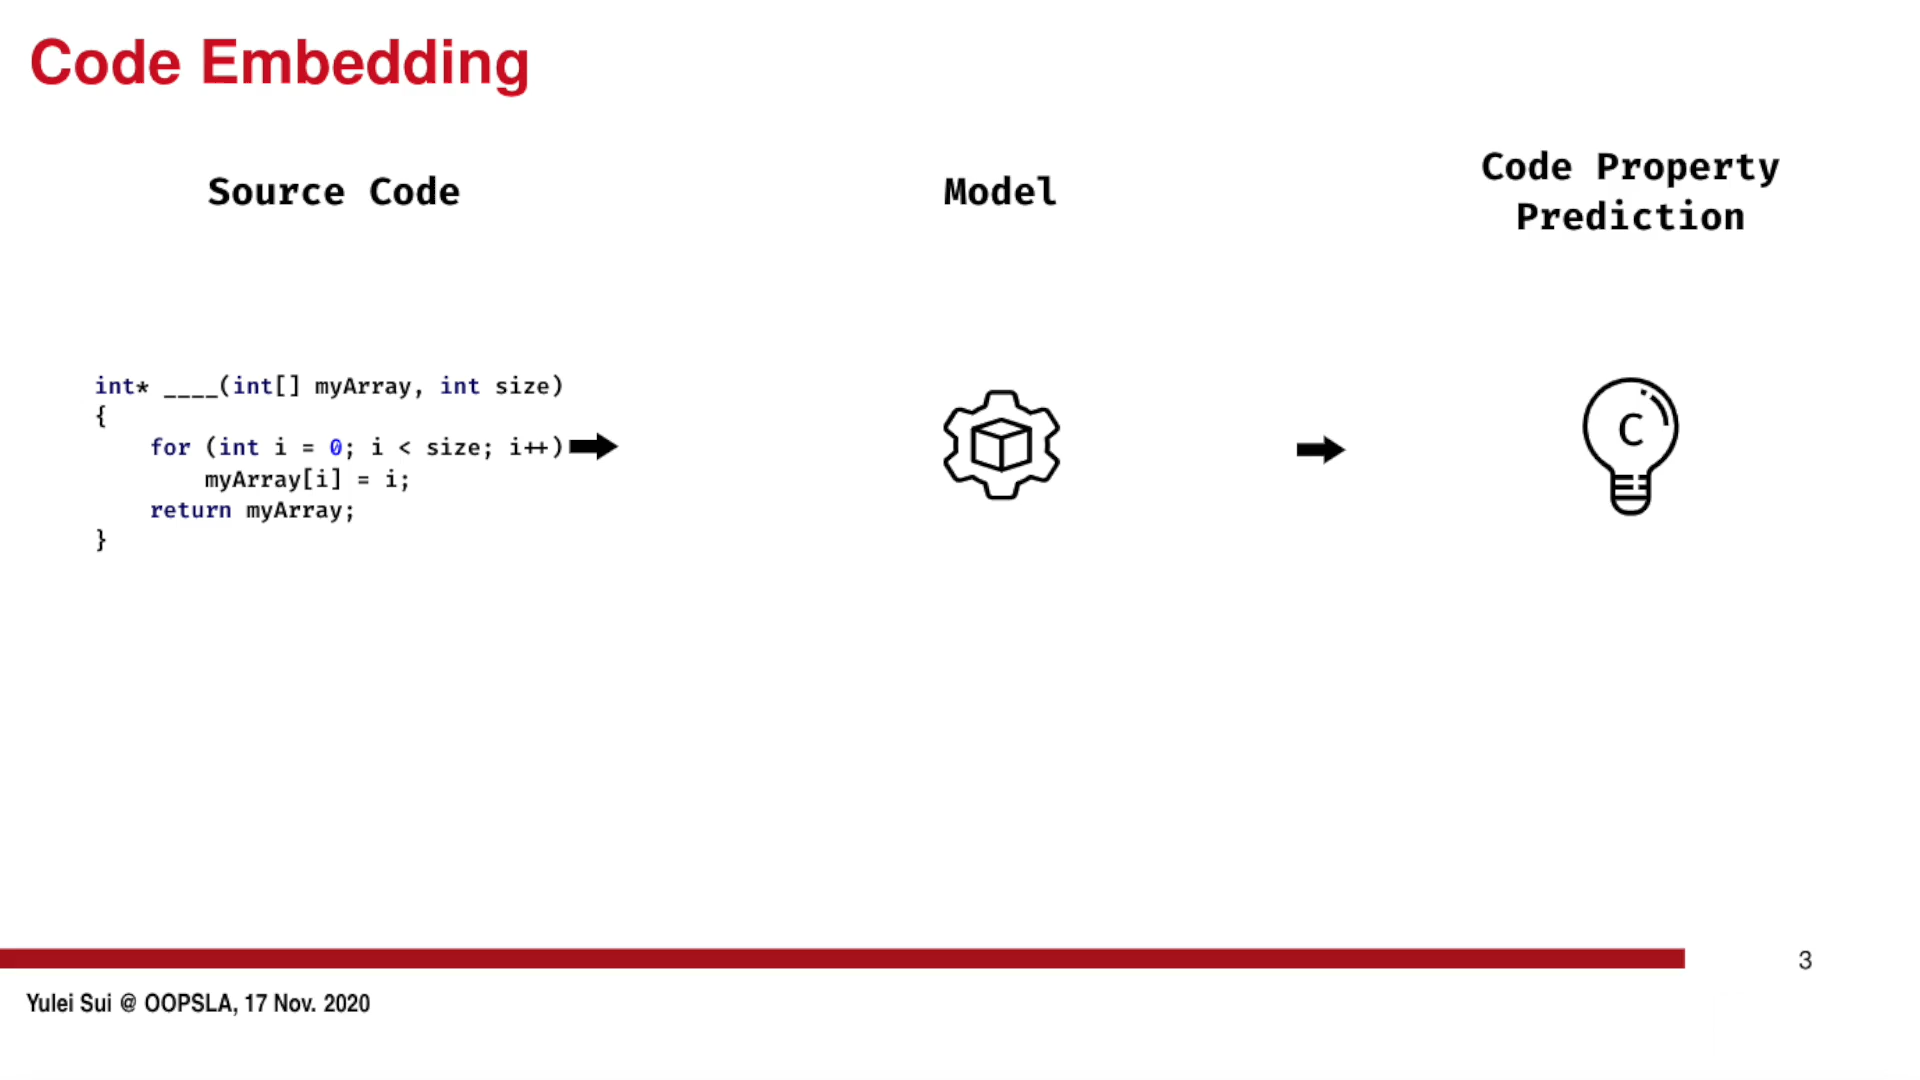 Code Embedding
Source Code
Model
Code Property
Prediction
int* ____(int[] myArray, int size)
{
    for (int i = 0; i < size; i++)
        myArray[i] = i;
    return myArray;
}
C
3
Yulei Sui @ OOPSLA, 17 Nov. 2020